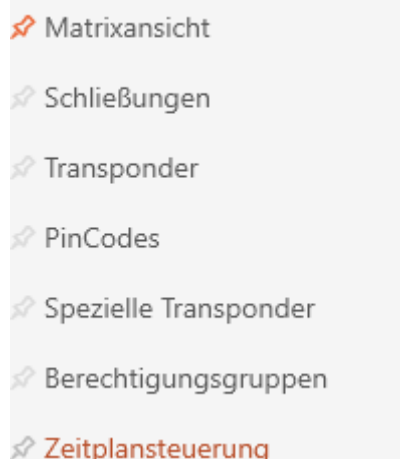 Matrixansicht
Schließungen
Transponder
PinCodes
Spezielle Transponder
Berechtigungsgruppen
Zeitplansteuerung